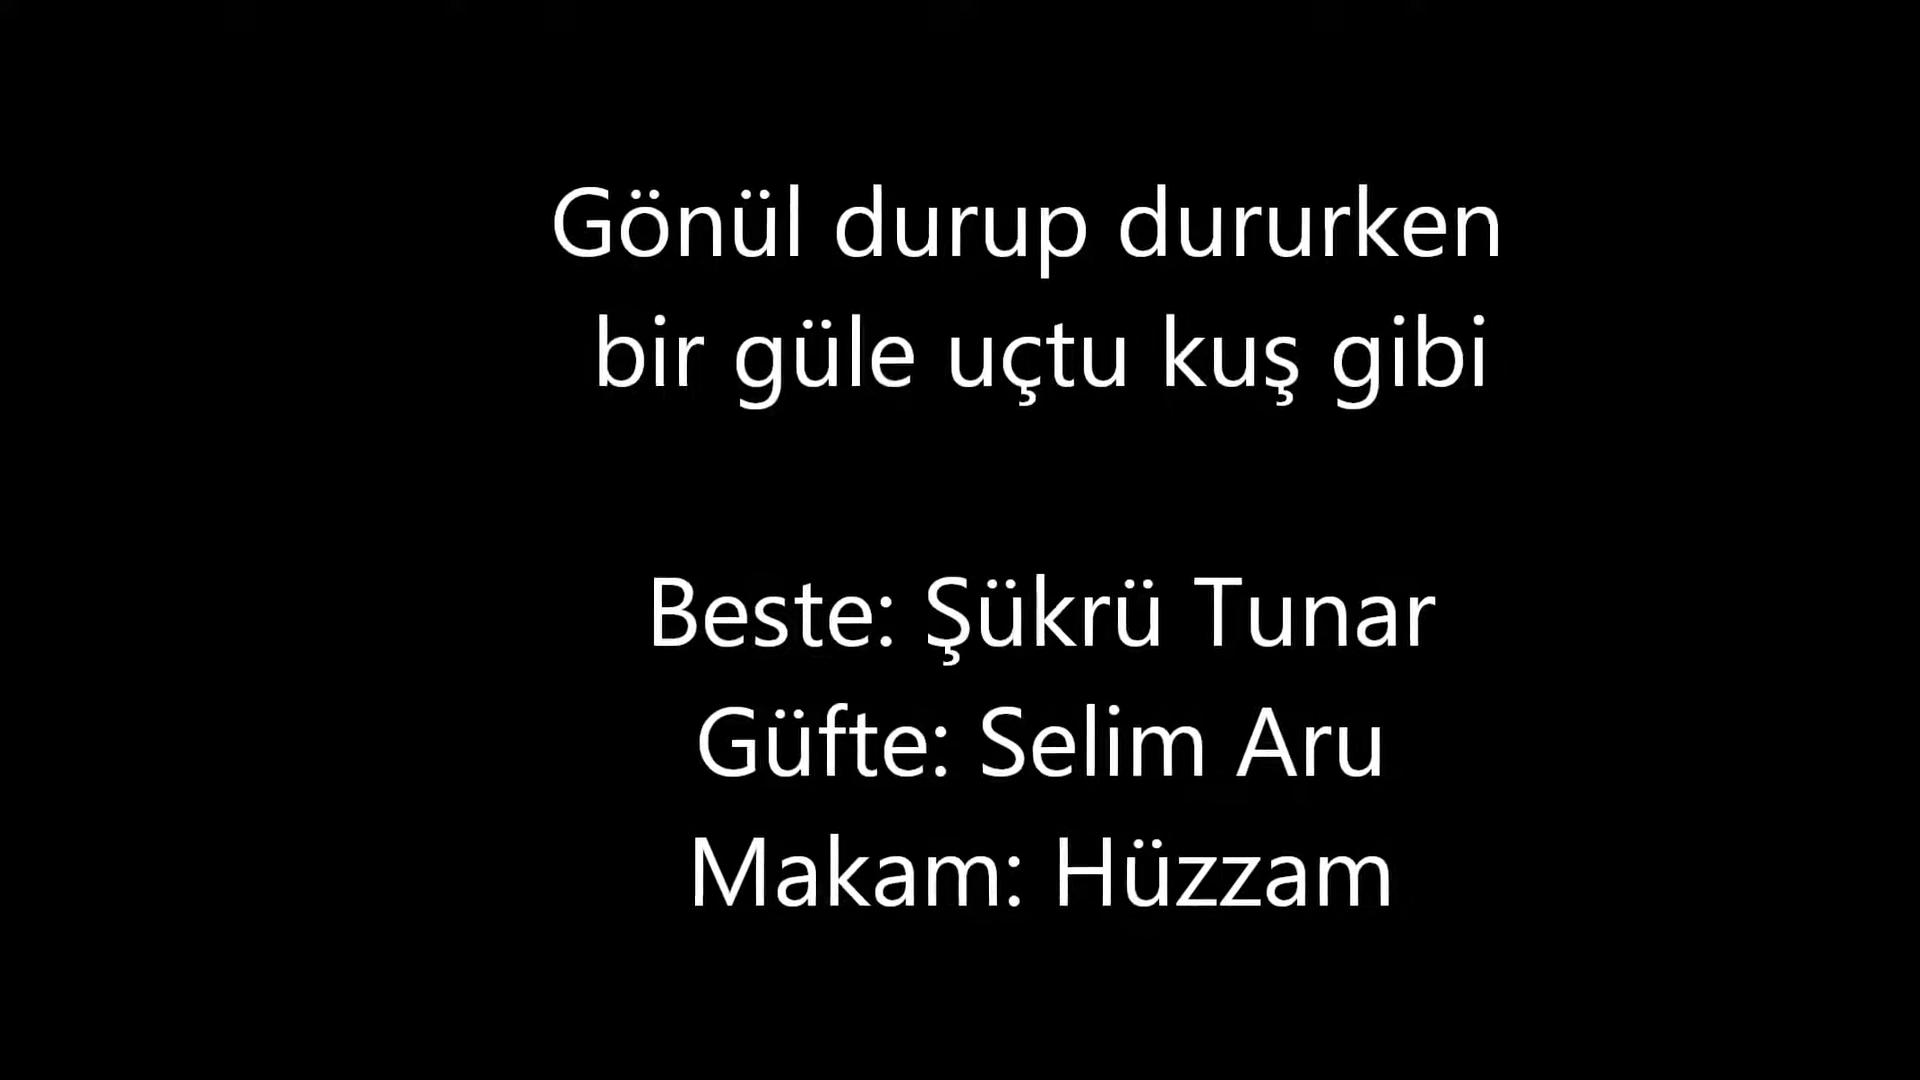 Gönül durup dururken
bir güle uçtu kuş gibi
Beste: Şükrü Tunar
Güfte: Selim Aru
Makam: Hüzzam